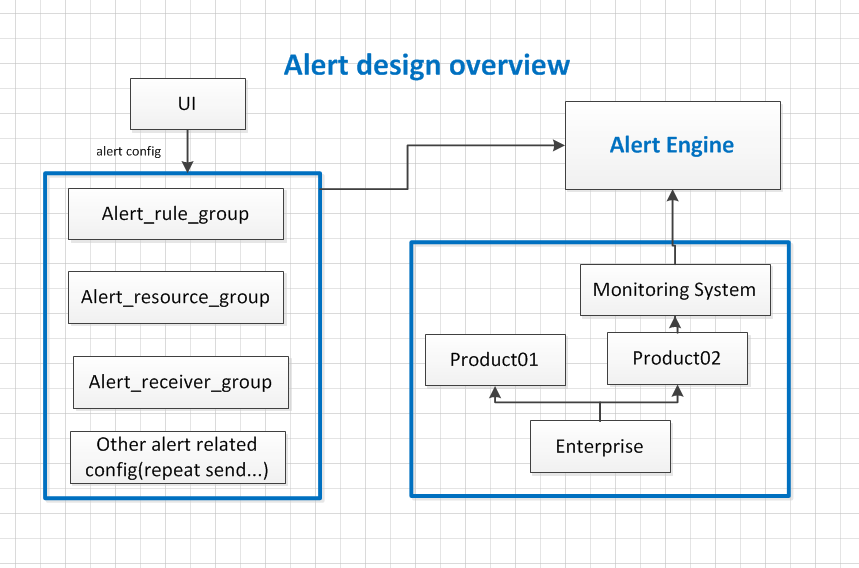 Alert design overview
UI
alert config
Alert_rule_group
Alert_resource_group
Alert_receiver_group
Other alert related
config(repeat send...)
Alert Engine
Monitoring System
Product01
Product02
Enterprise